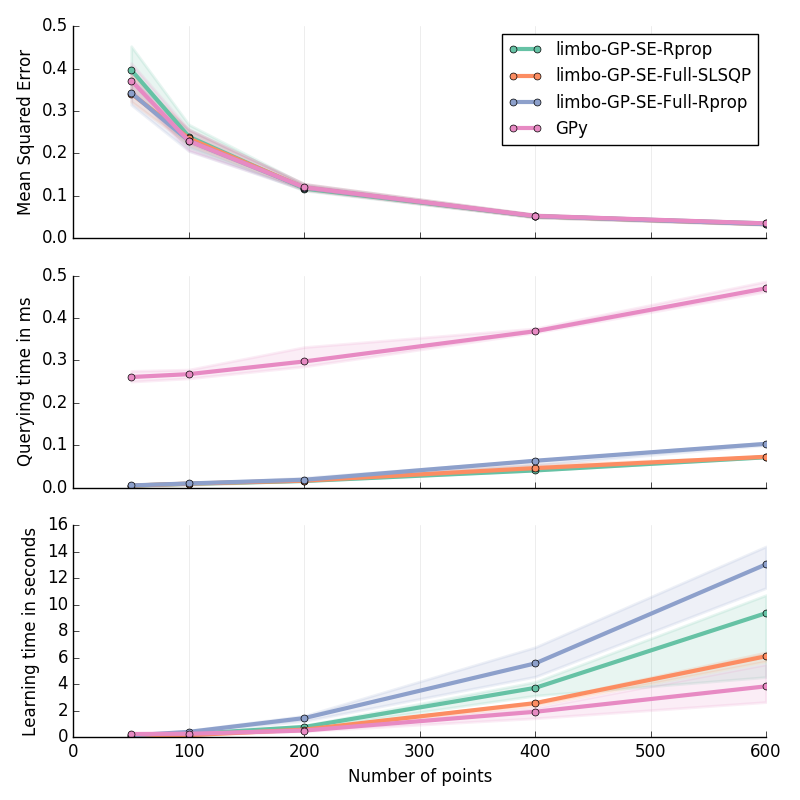 0.5
0.4
0.3
0.2
0.1
0.0
Mean Squared Error
limbo-GP-SE-Rprop
limbo-GP-SE-Full-SLSQP
limbo-GP-SE-Full-Rprop
GPy
0.5
0.4
0.3
0.2
0.1
0.0
Querying time in ms
16
14
12
10
8
6
4
2
0
Learning time in seconds
0 100 200 300 400 500 600
Number of points